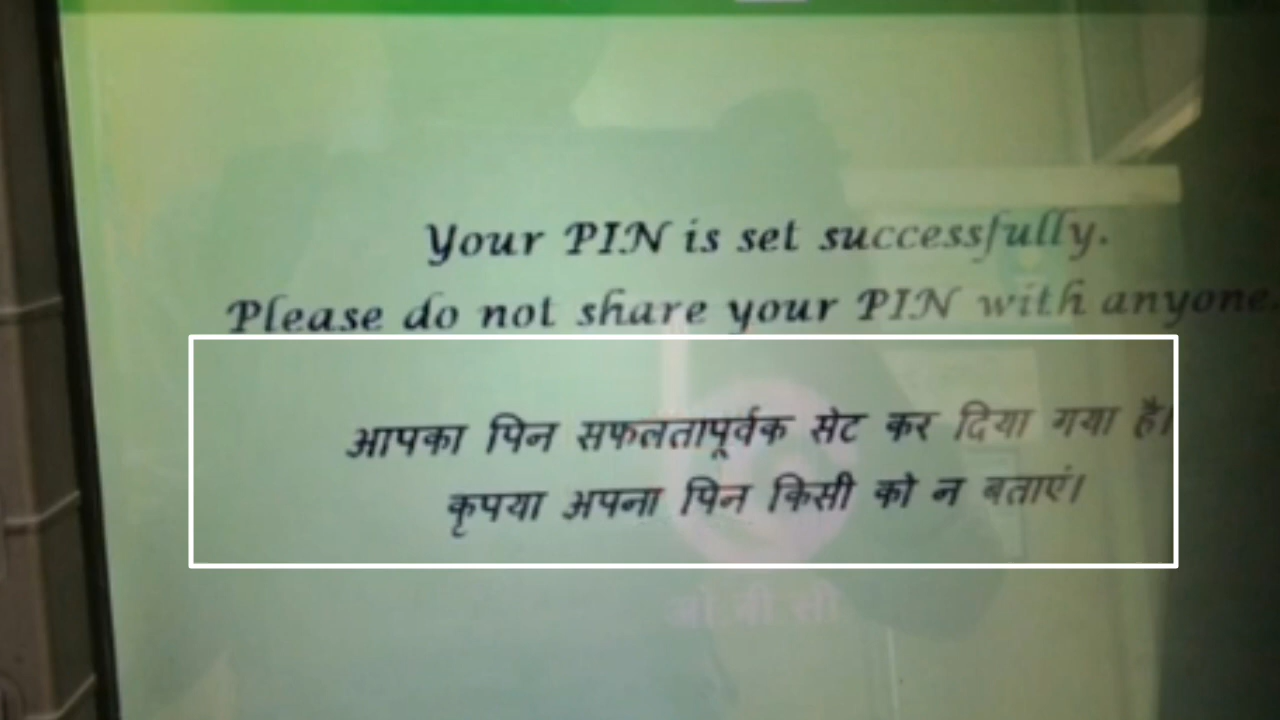 Your PIN is set successfully.
Please do not share your PIN with anyone.
आपका पिन सफलतापूर्वक सेट कर दिया गया है।
कृपया अपना पिन किसी को न बताएं।